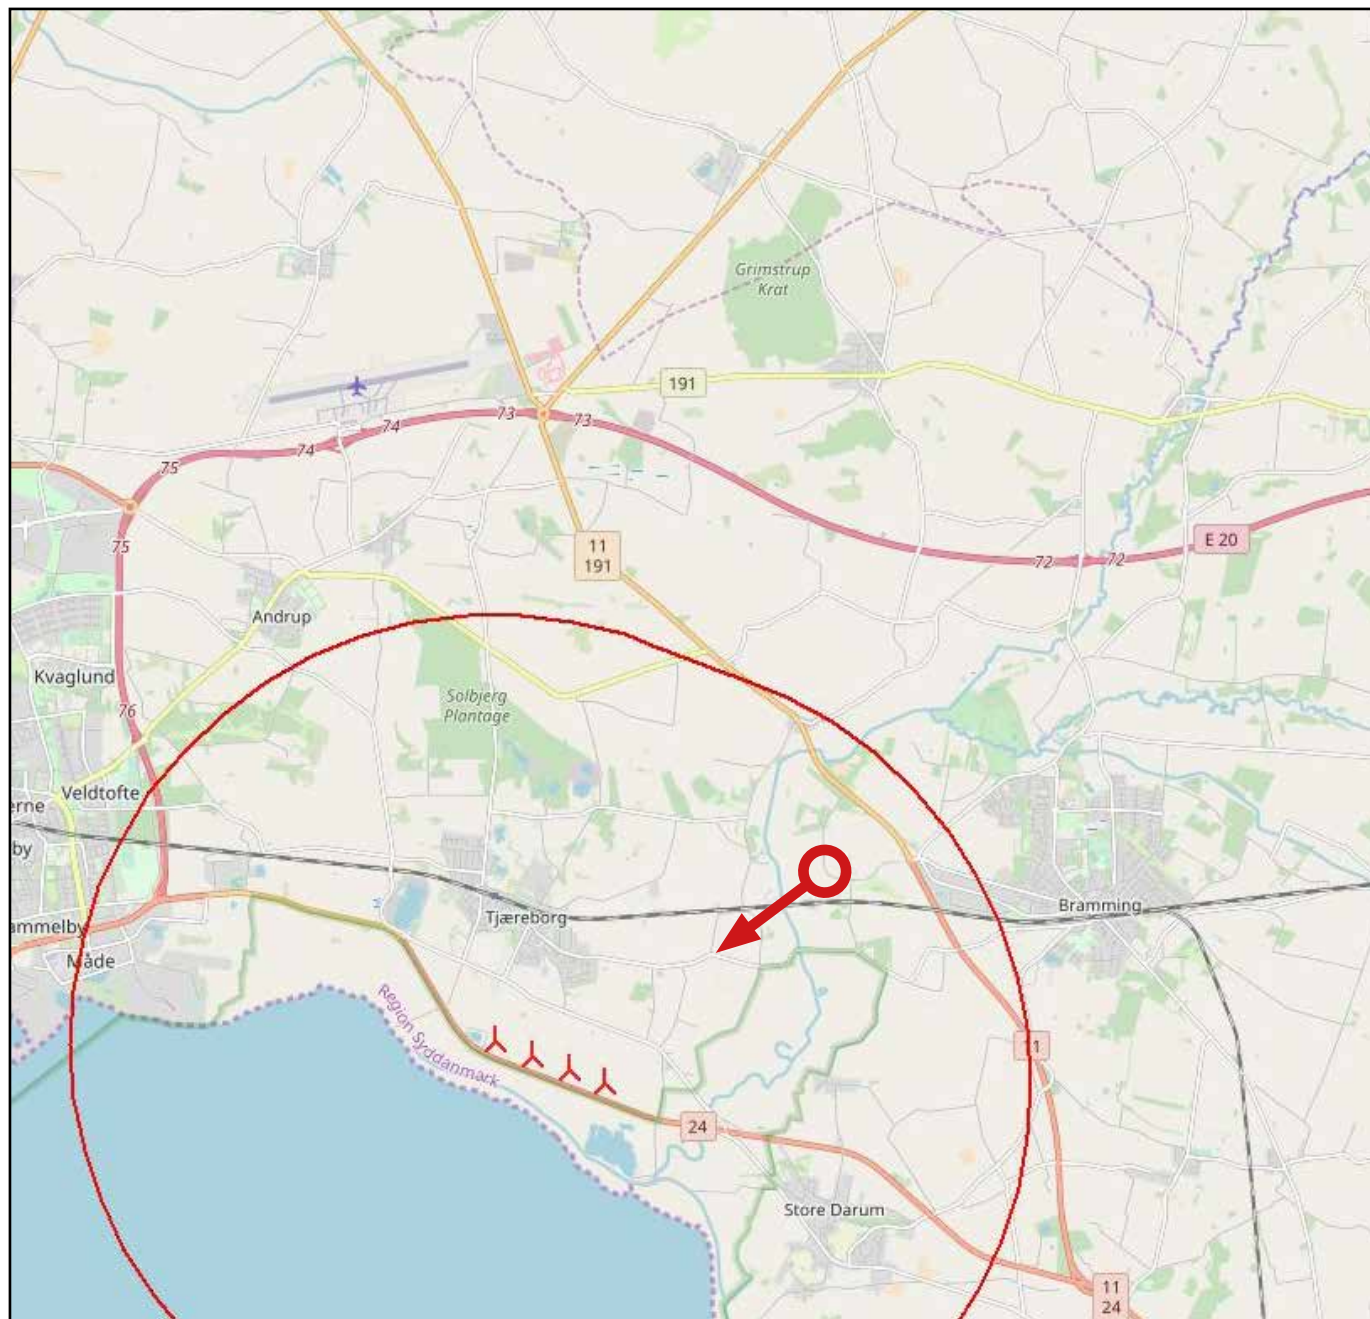 Grimstrup
Krat
191
73
73
74
74
75
75
E 20
11
191
72
72
Andrup
Kvaglund
Solbjerg
Plantage
76
Veldtofte
erne
by
Bramming
Tjæreborg
ammelby
Måde
Region Syddanmark
11
24
Store Darum
11
24